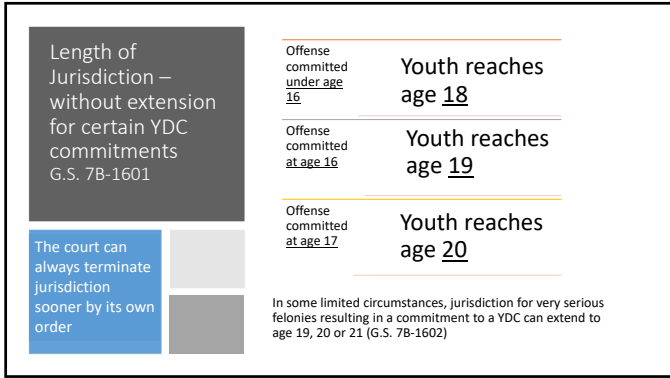 Length of
Jurisdiction –
without extension
for certain YDC
commitments
G.S. 7B-1601
The court can
always terminate
jurisdiction
sooner by its own
order
Offense
committed
under age
16
Youth reaches
age 18
Offense
committed
at age 16
Youth reaches
age 19
Offense
committed
at age 17
Youth reaches
age 20
In some limited circumstances, jurisdiction for very serious
felonies resulting in a commitment to a YDC can extend to
age 19, 20 or 21 (G.S. 7B-1602)